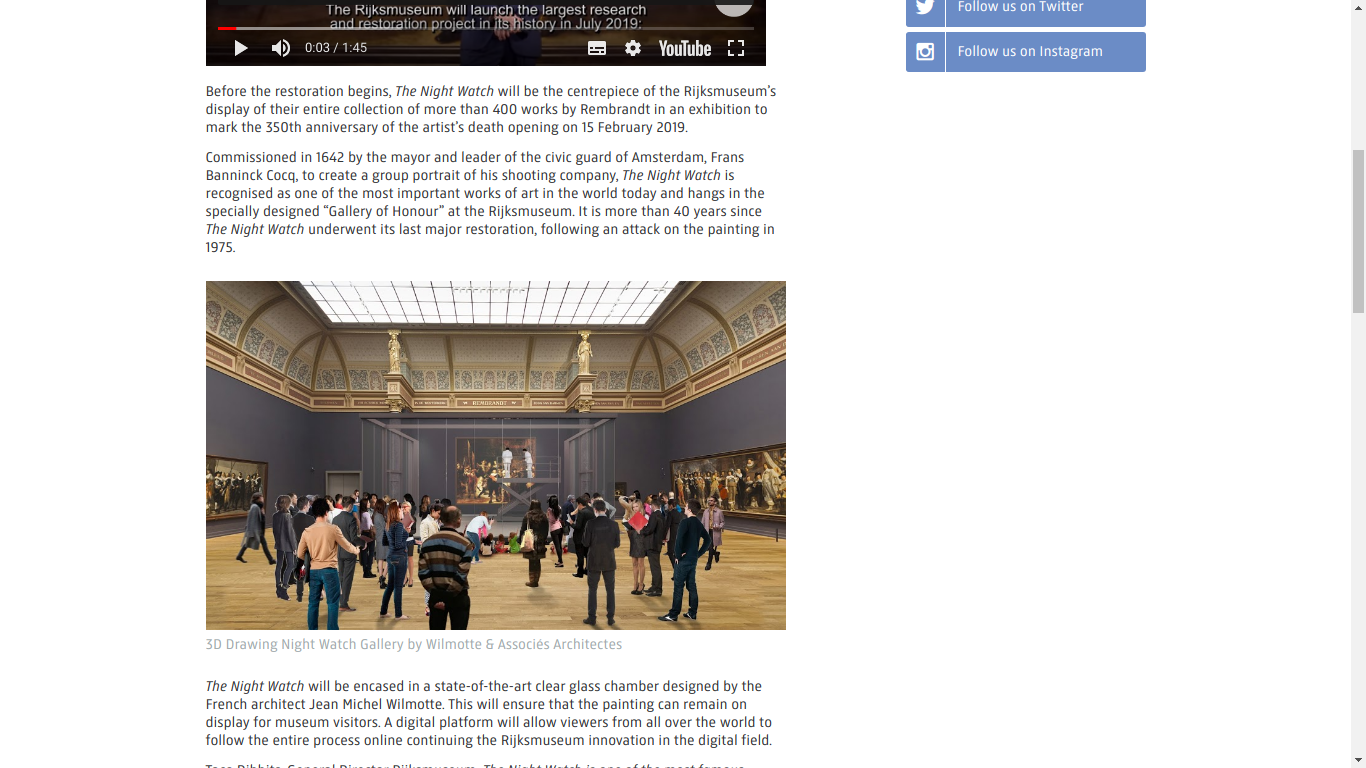 The Rijksmuseum will launch the largest research
and restoration project in its history in July 2019:
0:03 / 1:45
YouTube
Follow us on Twitter
Follow us on Instagram
Before the restoration begins, The Night Watch will be the centrepiece of the Rijksmuseum's
display of their entire collection of more than 400 works by Rembrandt in an exhibition to
mark the 350th anniversary of the artist's death opening on 15 February 2019.
Commissioned in 1642 by the mayor and leader of the civic guard of Amsterdam, Frans
Banninck Cocq, to create a group portrait of his shooting company, The Night Watch is
recognised as one of the most important works of art in the world today and hangs in the
specially designed “Gallery of Honour” at the Rijksmuseum. It is more than 40 years since
The Night Watch underwent its last major restoration, following an attack on the painting in
1975.
REMBRANDT
3D Drawing Night Watch Gallery by Wilmotte & Associés Architectes
The Night Watch will be encased in a state-of-the-art clear glass chamber designed by the
French architect Jean Michel Wilmotte. This will ensure that the painting can remain on
display for museum visitors. A digital platform will allow viewers from all over the world to
follow the entire process online continuing the Rijksmuseum innovation in the digital field.